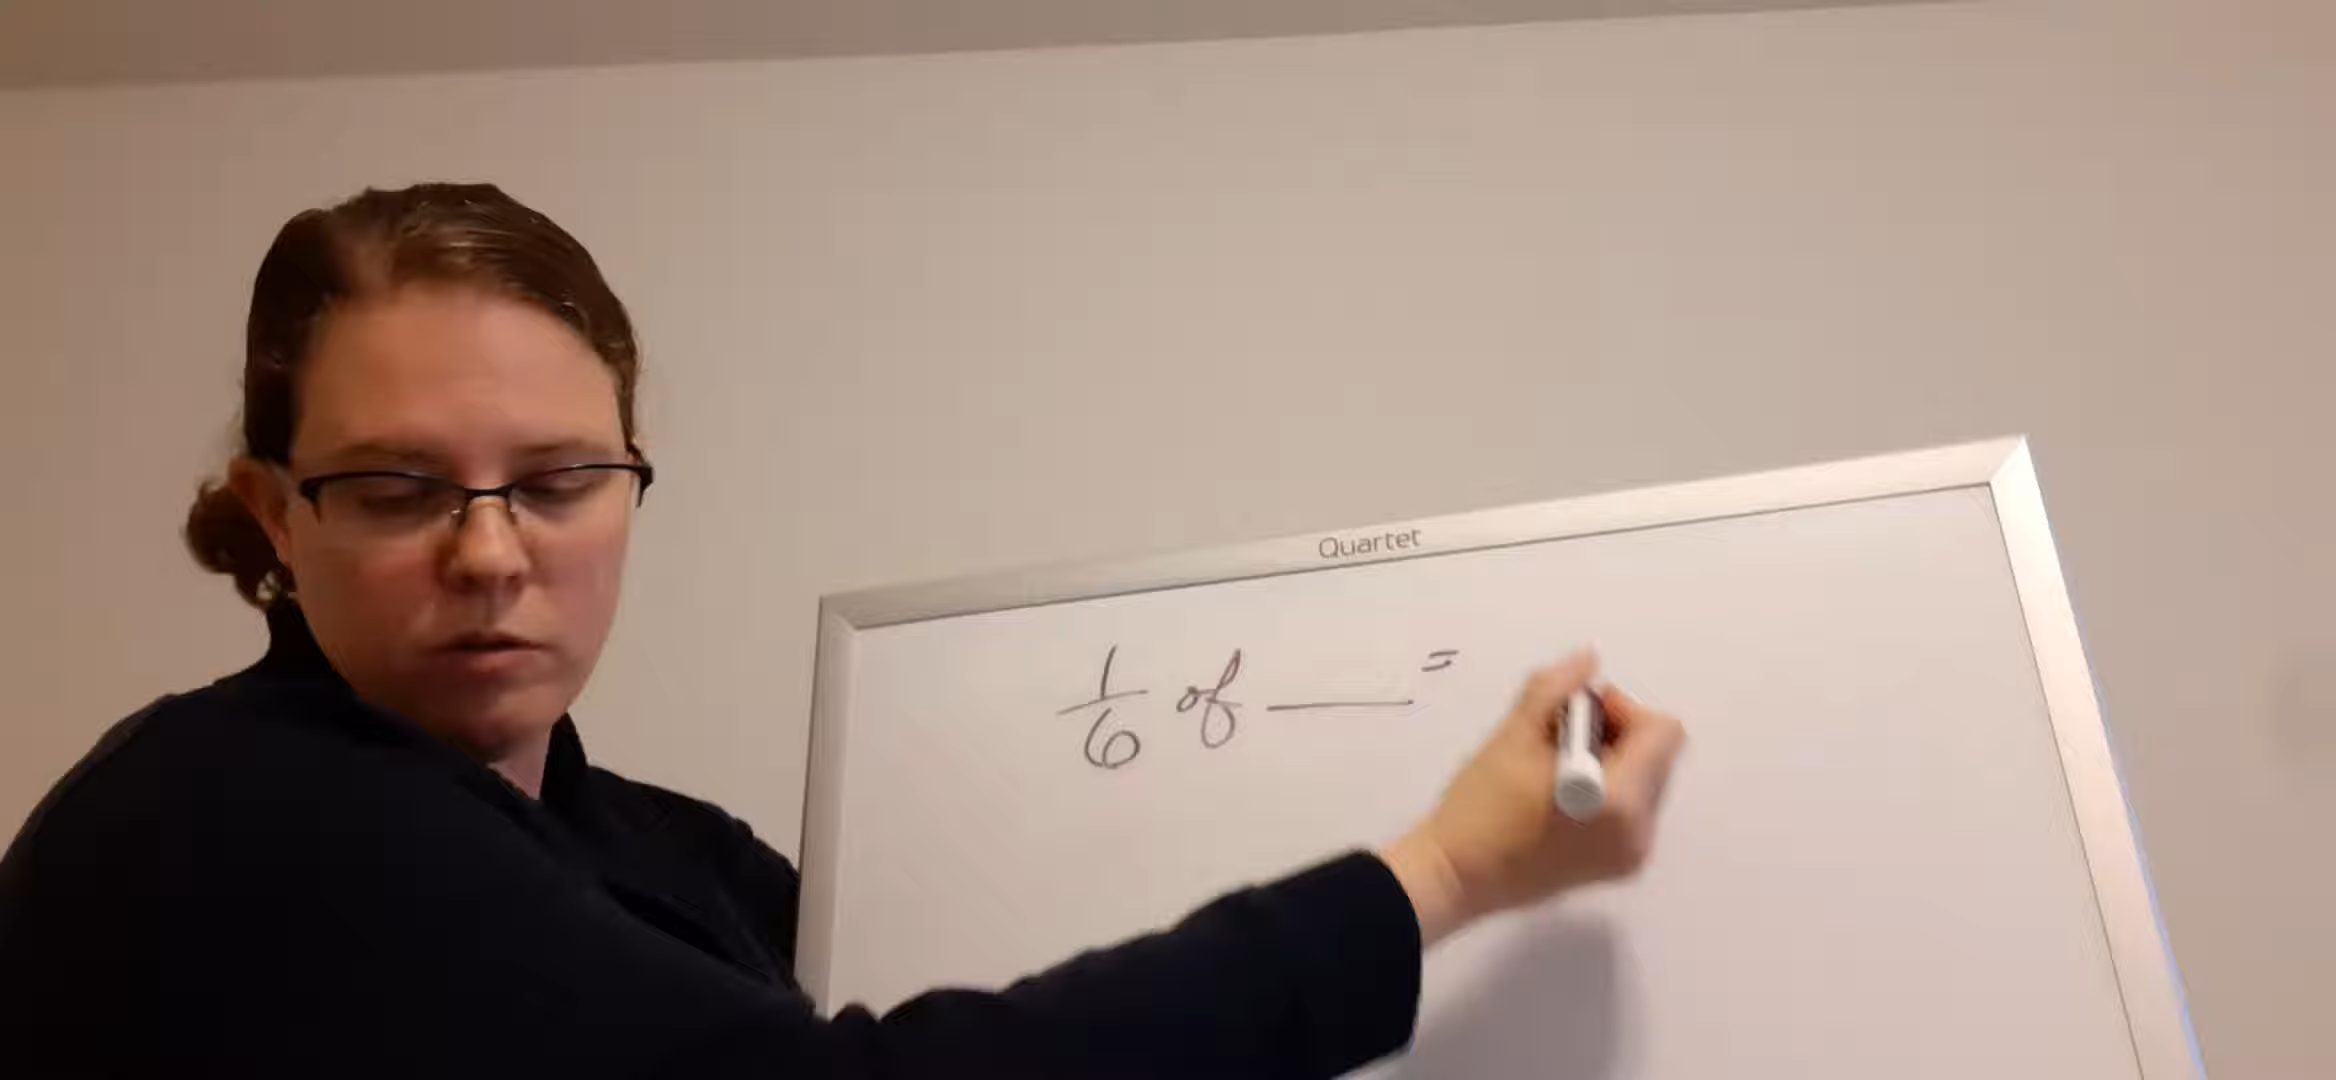 Quartet
1/6 of ___ =